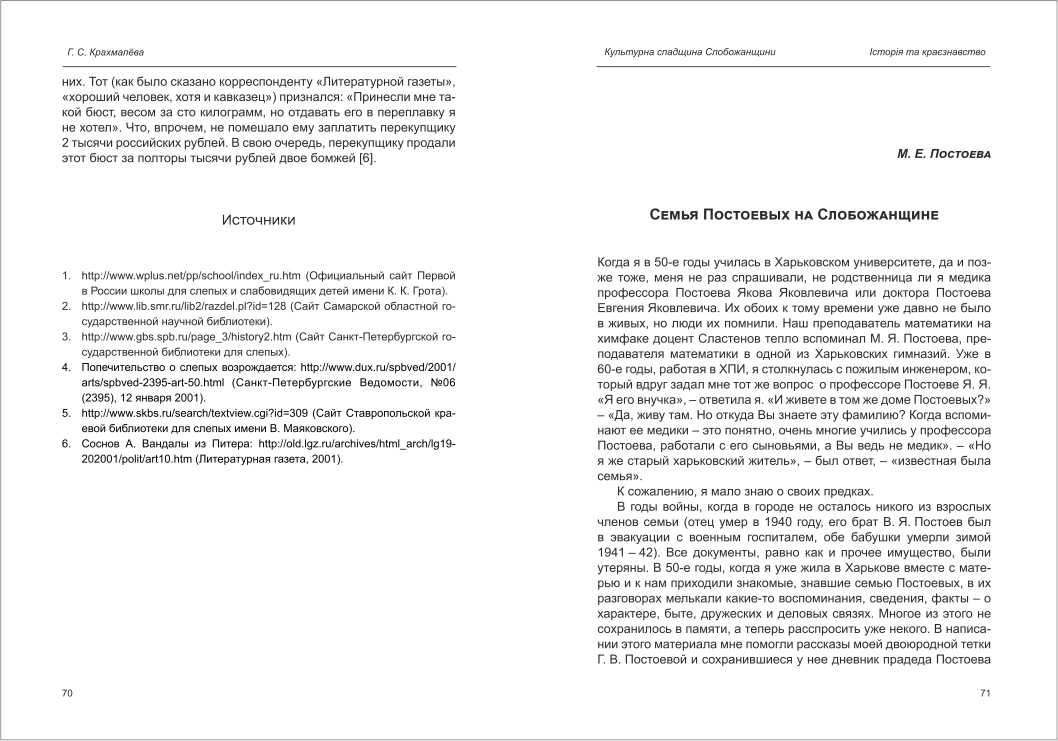 Г. С. Крахмалёва
них. Тот (как было сказано корреспонденту «Литературной газеты»,
«хороший человек, хотя и кавказец») признался: «Принесли мне та-
кой бюст, весом за сто килограмм, но отдавать его в переплавку я
не хотел». Что, впрочем, не помешало ему заплатить перекупщику
2 тысячи российских рублей. В свою очередь, перекупщику продали
этот бюст за полторы тысячи рублей двое бомжей [6].
Источники
1. http://www.wplus.net/pp/school/index_ru.htm (Официальный сайт Первой
в России школы для слепых и слабовидящих детей имени К. К. Грота).
2. http://www.lib.smr.ru/lib2/razdel.pl?id=128 (Сайт Самарской областной го-
сударственной научной библиотеки).
3. http://www.gbs.spb.ru/page_3/history2.htm (Сайт Санкт-Петербургской го-
сударственной библиотеки для слепых).
4. Попечительство о слепых возрождается: http://www.dux.ru/spbved/2001/
arts/spbved-2395-art-50.html (Санкт-Петербургские Ведомости, №06
(2395), 12 января 2001).
5. http://www.skbs.ru/search/textview.cgi?id=309 (Сайт Ставропольской кра-
евой библиотеки для слепых имени В. Маяковского).
6. Соснов А. Вандалы из Питера: http://old.lgz.ru/archives/html_arch/lg19-
202001/polit/art10.htm (Литературная газета, 2001).
70
Культурна спадщина Слобожанщини Історія та краєзнавство
М. Е. Постоева
Семья Постоевых на Слобожанщине
Когда я в 50-е годы училась в Харьковском университете, да и поз-
же тоже, меня не раз спрашивали, не родственница ли я медика
профессора Постоева Якова Яковлевича или доктора Постоева
Евгения Яковлевича. Их обоих к тому времени уже давно не было
в живых, но люди их помнили. Наш преподаватель математики на
химфаке доцент Сластенов тепло вспоминал М. Я. Постоева, пре-
подавателя математики в одной из Харьковских гимназий. Уже в
60-е годы, работая в ХПИ, я столкнулась с пожилым инженером, ко-
торый вдруг задал мне тот же вопрос о профессоре Постоеве Я. Я.
«Я его внучка», – ответила я. «И живете в том же доме Постоевых?»
– «Да, живу там. Но откуда Вы знаете эту фамилию? Когда вспоми-
нают ее медики – это понятно, очень многие учились у профессора
Постоева, работали с его сыновьями, а Вы ведь не медик». – «Но
я же старый харьковский житель», – был ответ, – «известная была
семья».
К сожалению, я мало знаю о своих предках.
В годы войны, когда в городе не осталось никого из взрослых
членов семьи (отец умер в 1940 году, его брат В. Я. Постоев был
в эвакуации с военным госпиталем, обе бабушки умерли зимой
1941 – 42). Все документы, равно как и прочее имущество, были
утеряны. В 50-е годы, когда я уже жила в Харькове вместе с мате-
рью и к нам приходили знакомые, знавшие семью Постоевых, в их
разговорах мелькали какие-то воспоминания, сведения, факты – о
характере, быте, дружеских и деловых связях. Многое из этого не
сохранилось в памяти, а теперь расспросить уже некого. В написа-
нии этого материала мне помогли рассказы моей двоюродной тетки
Г. В. Постоевой и сохранившиеся у нее дневник прадеда Постоева
71